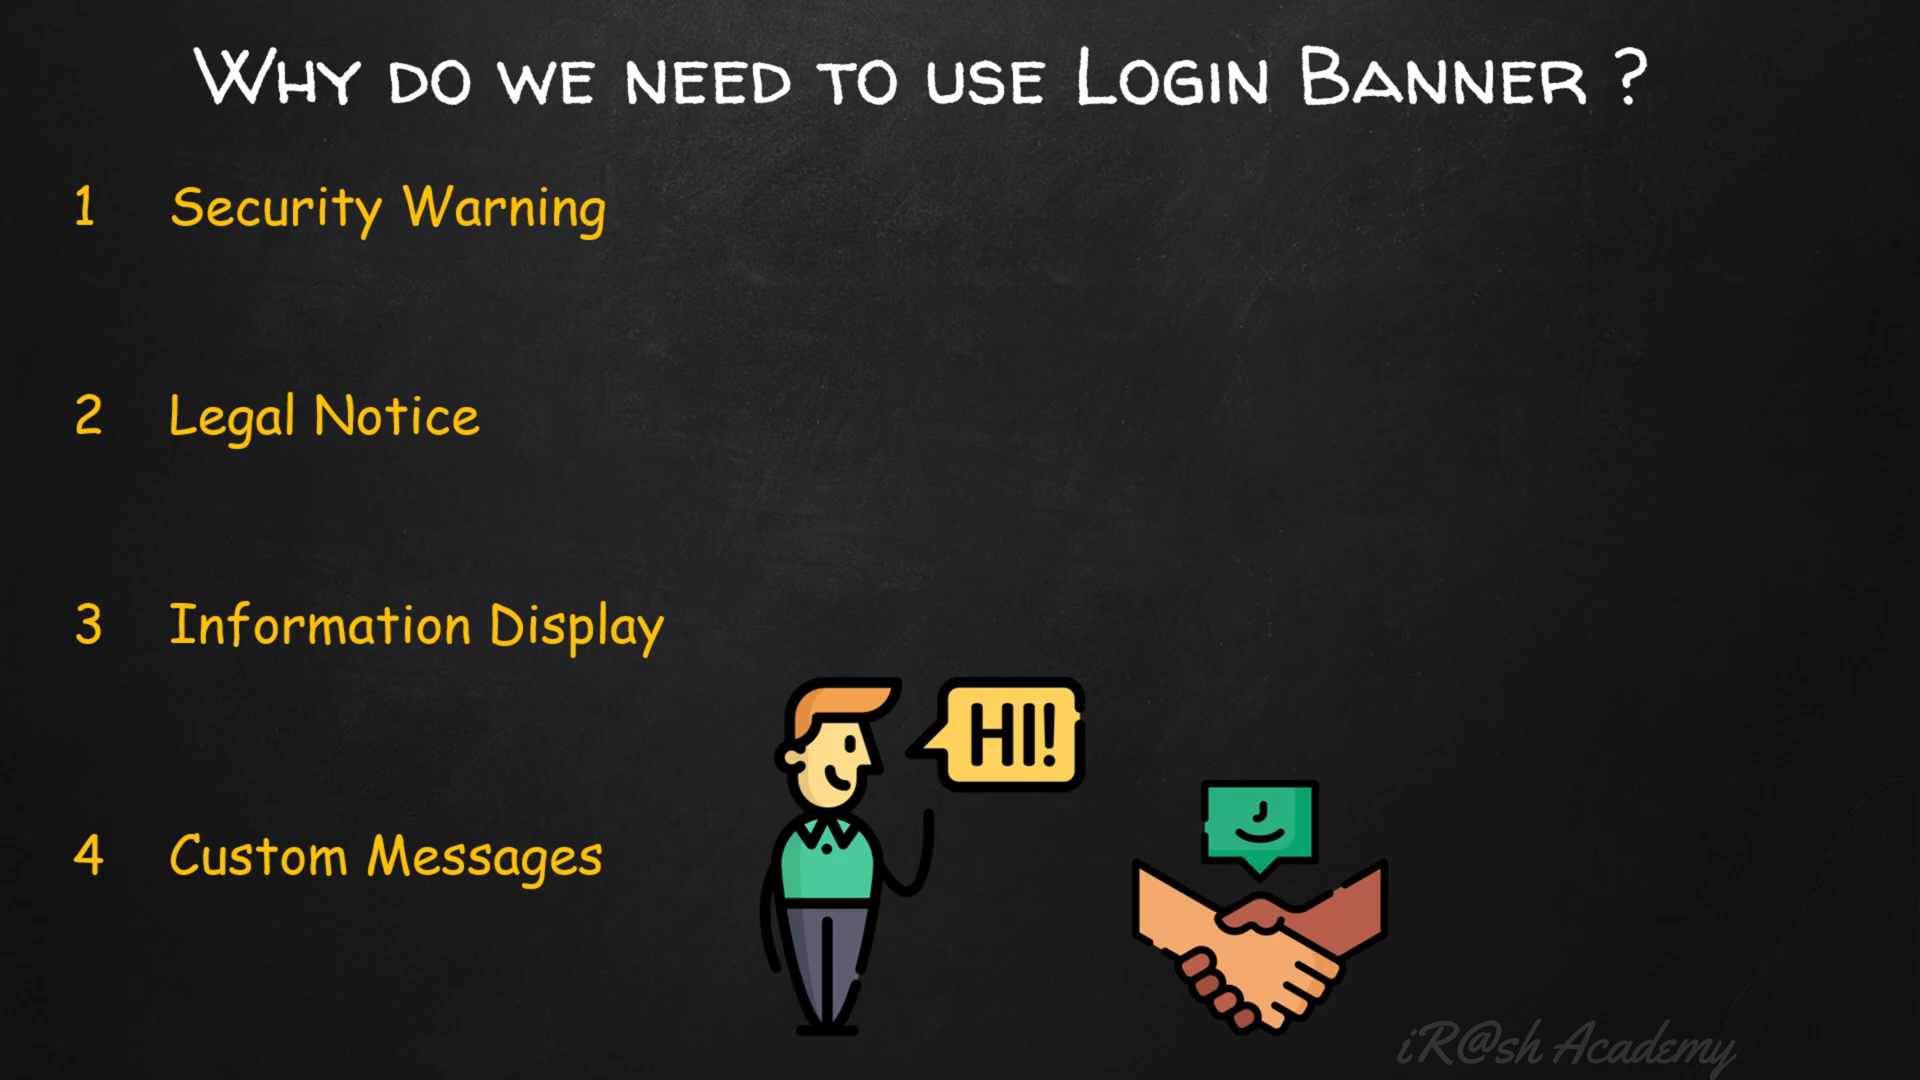 Why do we need to use Login Banner ?
1 Security Warning
2 Legal Notice
3 Information Display
HI!
4 Custom Messages
iR@sh Academy